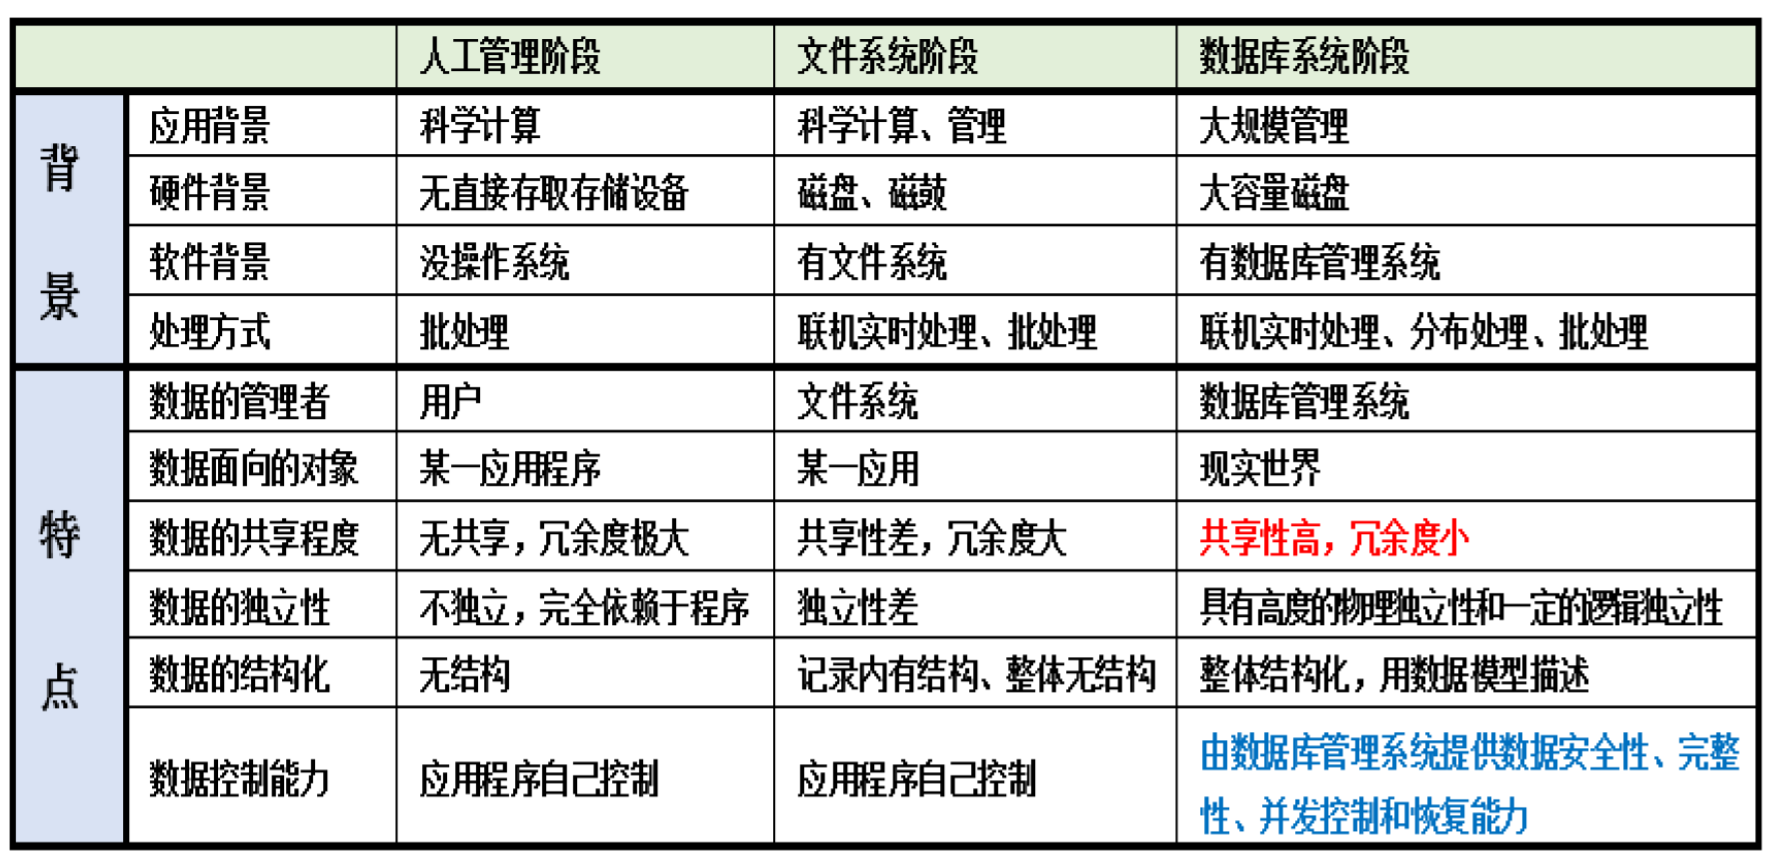 人工管理阶段 文件系统阶段 数据库系统阶段
背景
应用背景 科学计算 科学计算、管理 大规模管理
硬件背景 无直接存取存储设备 磁盘、磁鼓 大容量磁盘
软件背景 没操作系统 有文件系统 有数据库管理系统
处理方式 批处理 联机实时处理、批处理 联机实时处理、分布处理、批处理
特点
数据的管理者 用户 文件系统 数据库管理系统
数据面向的对象 某一应用程序 某一应用 现实世界
数据的共享程度 无共享，冗余度极大 共享性差，冗余度大 共享性高，冗余度小
数据的独立性 不独立，完全依赖于程序 独立性差 具有高度的物理独立性和一定的逻辑独立性
数据的结构化 无结构 记录内有结构、整体无结构 整体结构化，用数据模型描述
数据控制能力 应用程序自己控制 应用程序自己控制 由数据库管理系统提供数据安全性、完整
性、并发控制和恢复能力